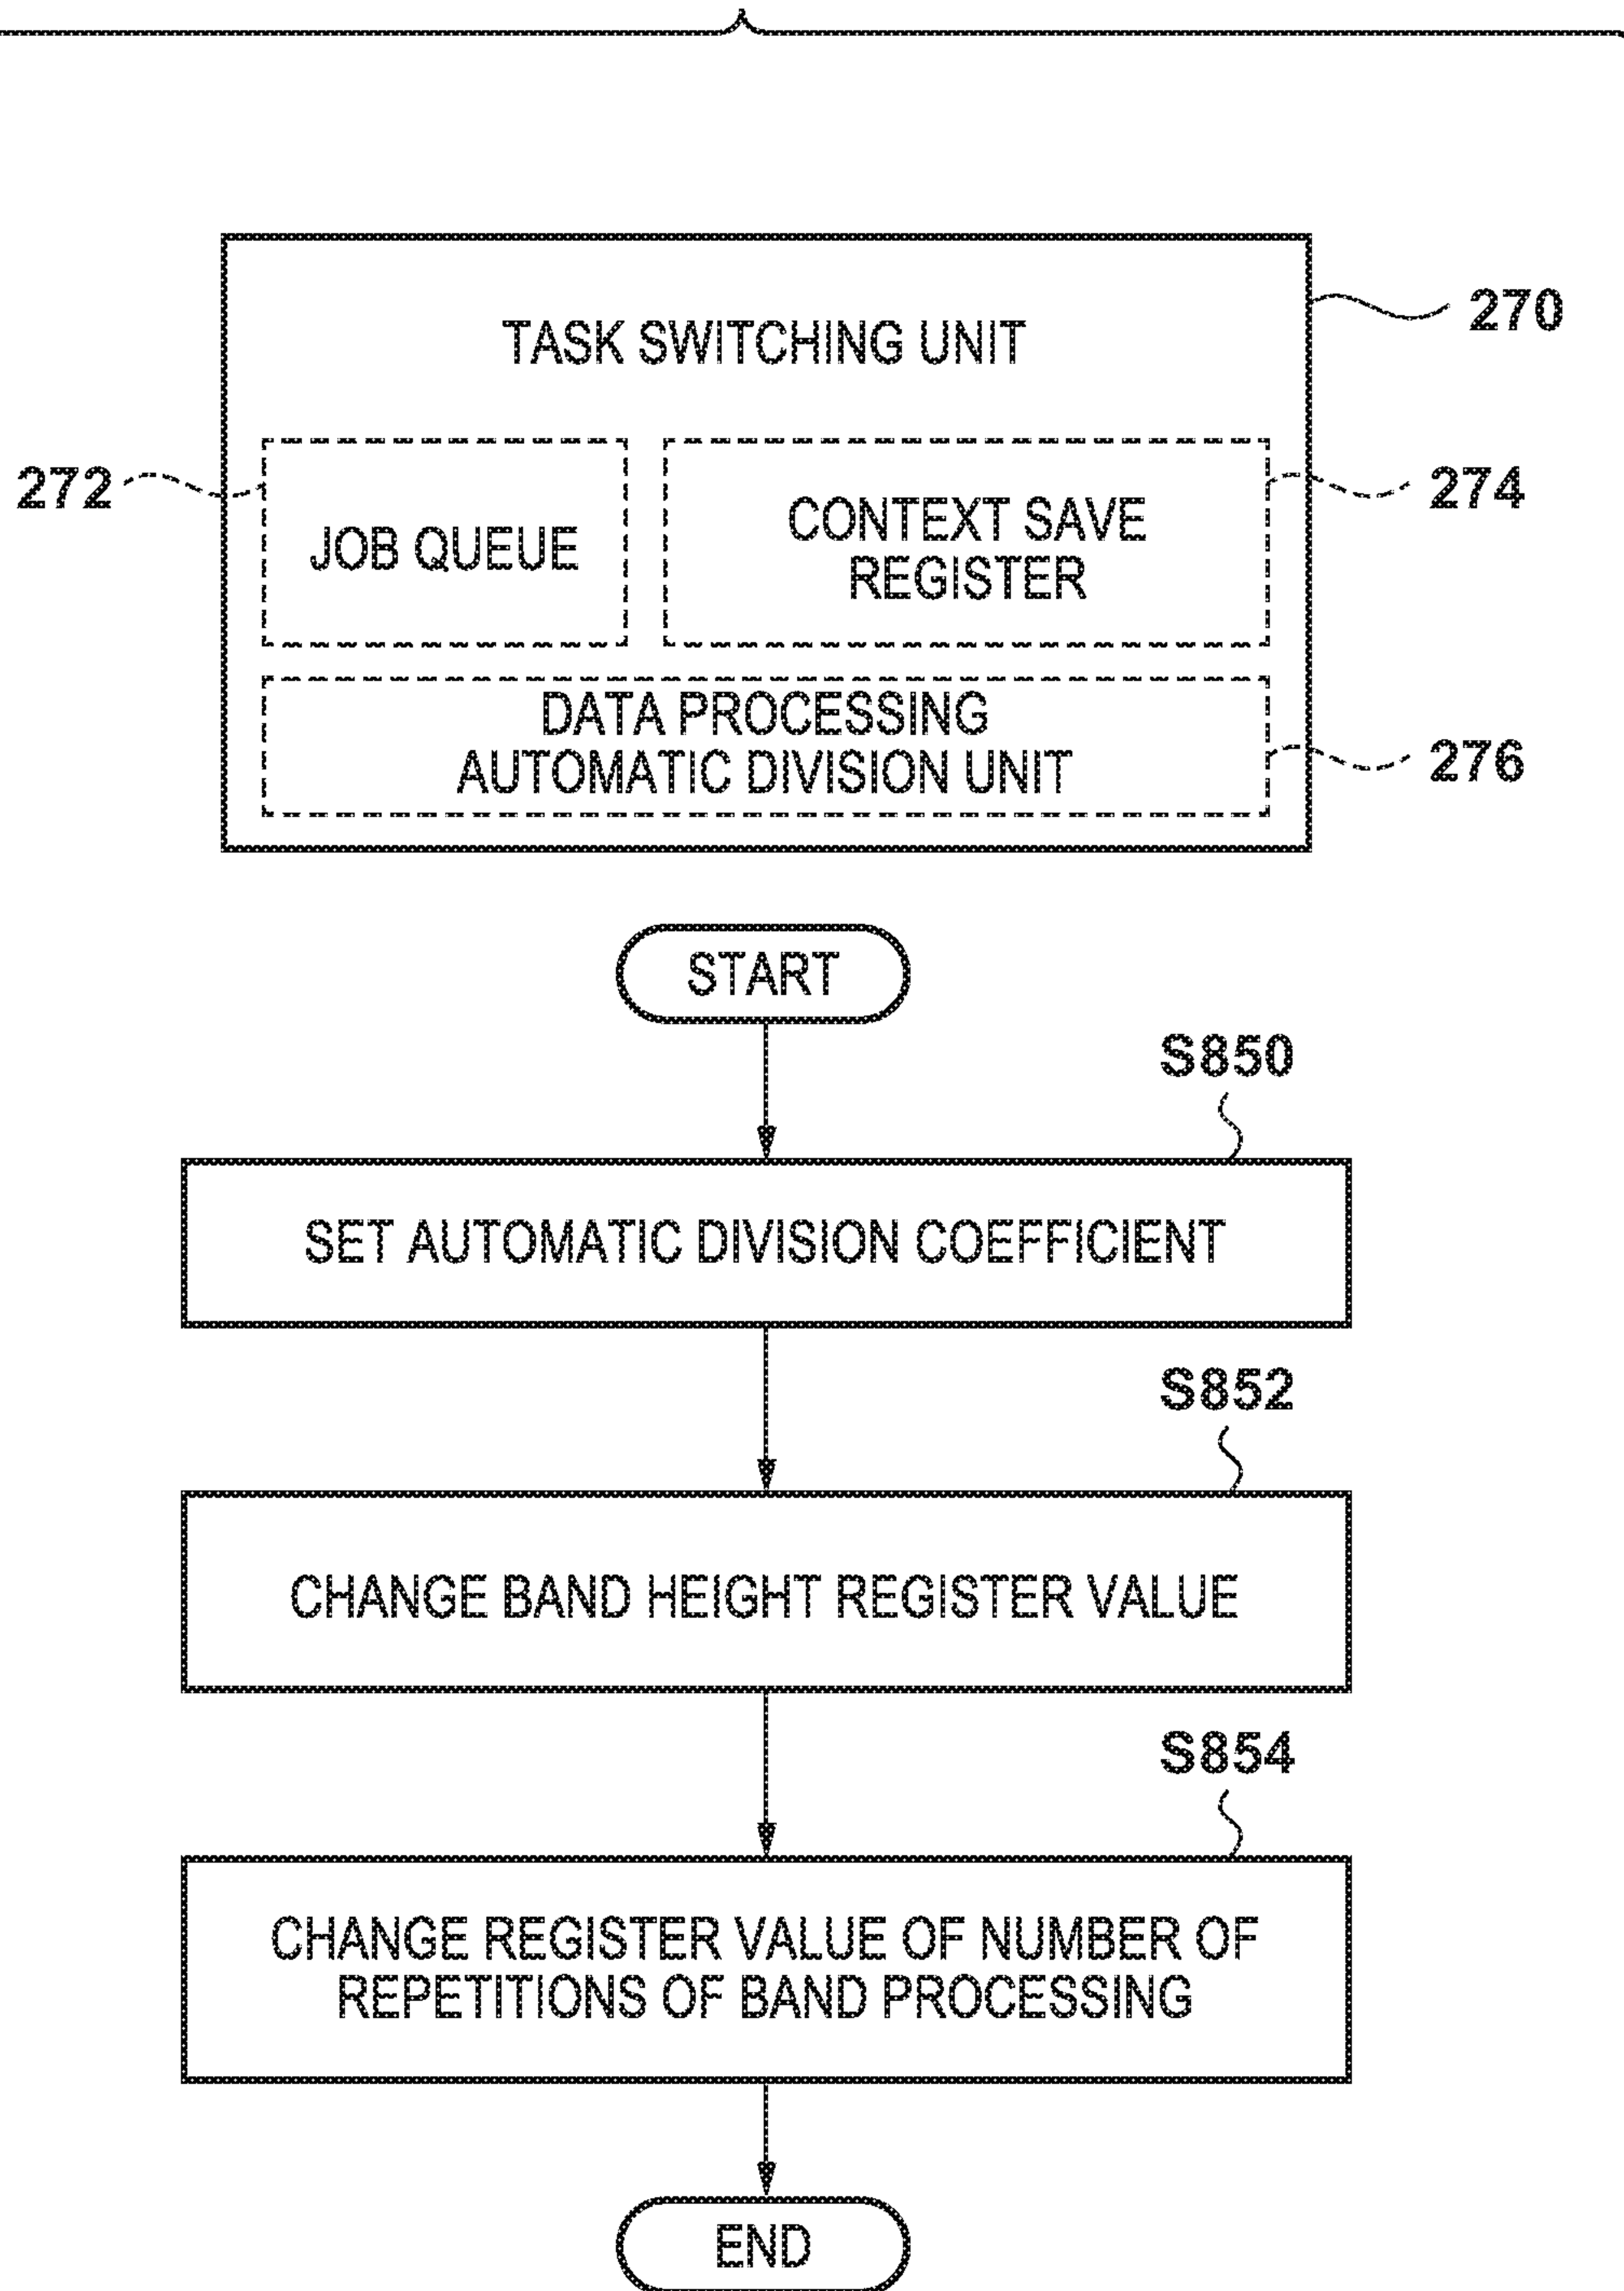 270
TASK SWITCHING UNIT
272
274
JOB QUEUE
CONTEXT SAVE
REGISTER
DATA PROCESSING
AUTOMATIC DIVISION UNIT
276
START
S850
SET AUTOMATIC DIVISION COEFFICIENT
S852
CHANGE BAND HEIGHT REGISTER VALUE
S854
CHANGE REGISTER VALUE OF NUMBER OF
REPETITIONS OF BAND PROCESSING
END